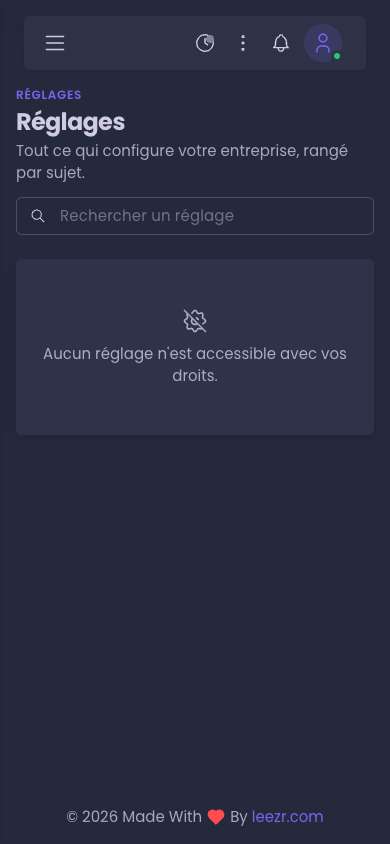 RÉGLAGES
Réglages
Tout ce qui configure votre entreprise, rangé
par sujet.
Rechercher un réglage
Aucun réglage n'est accessible avec vos
droits.
© 2026 Made With By leezr.com